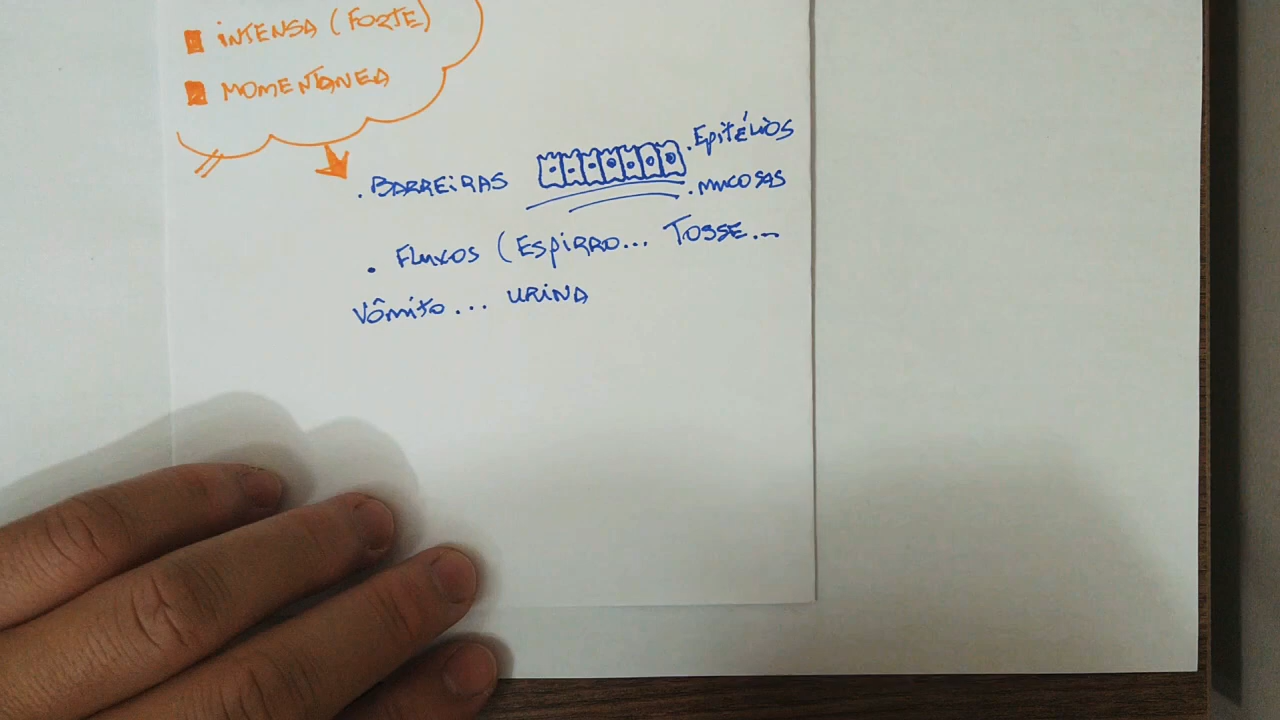 INTENSA (FORTE)
MOMENTANEA
. BARREIRAS
. Epitélios
. mucosas
. Fluxos (Espirro... Tosse...
Vômito... urina